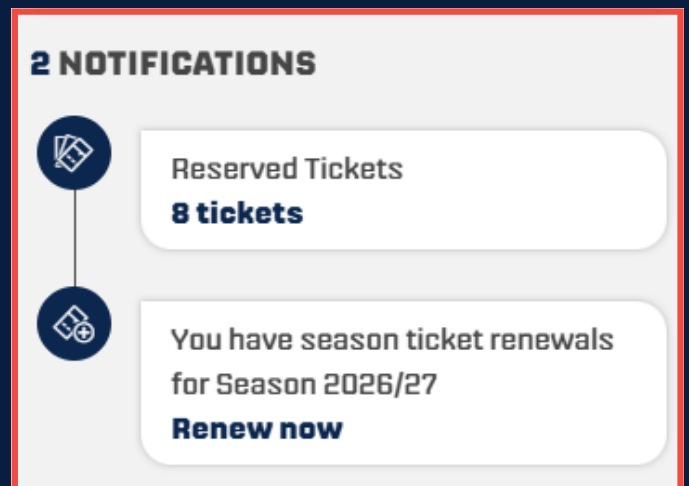 2 NOTIFICATIONS
Reserved Tickets
8 tickets
You have season ticket renewals
for Season 2026/27
Renew now